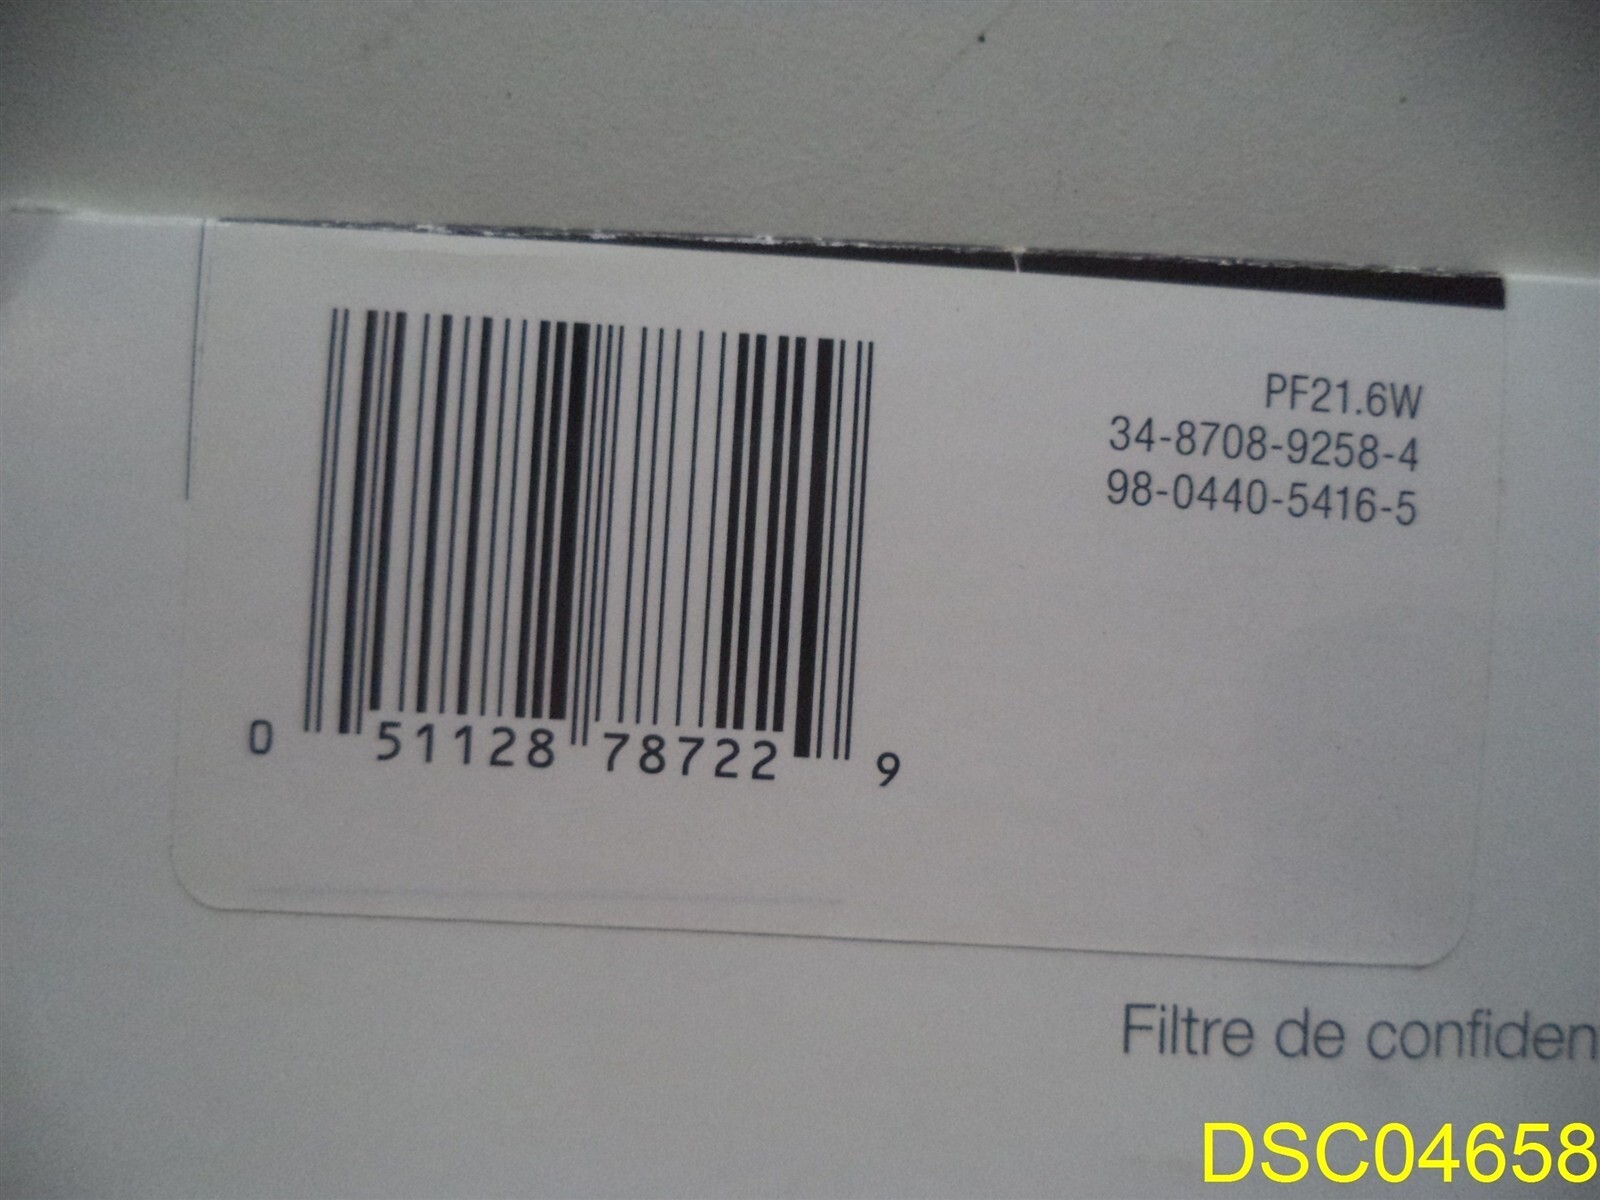 PF21.6W
34-8708-9258-4
98-0440-5416-5
0 51128 78722 9
Filtre de confiden
DSC04658